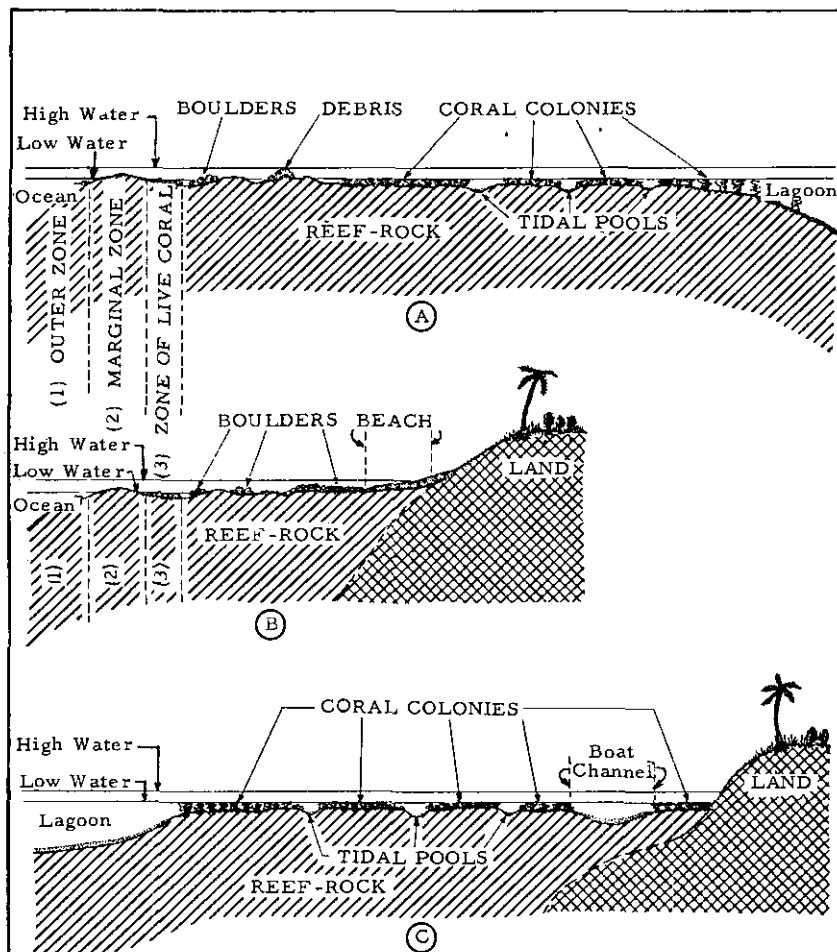 BOULDERS DEBRIS CORAL COLONIES
High Water
Low Water
Ocean
Lagoon
TIDAL POOLS
REEF-ROCK
(1) OUTER ZONE
(2) MARGINAL ZONE
(3) ZONE OF LIVE CORAL
A
BOULDERS BEACH
High Water
Low Water
LAND
Ocean
REEF-ROCK
(1) (2) (3)
B
CORAL COLONIES
High Water
Boat
Channel
Low Water
LAND
Lagoon
TIDAL POOLS
REEF-ROCK
C